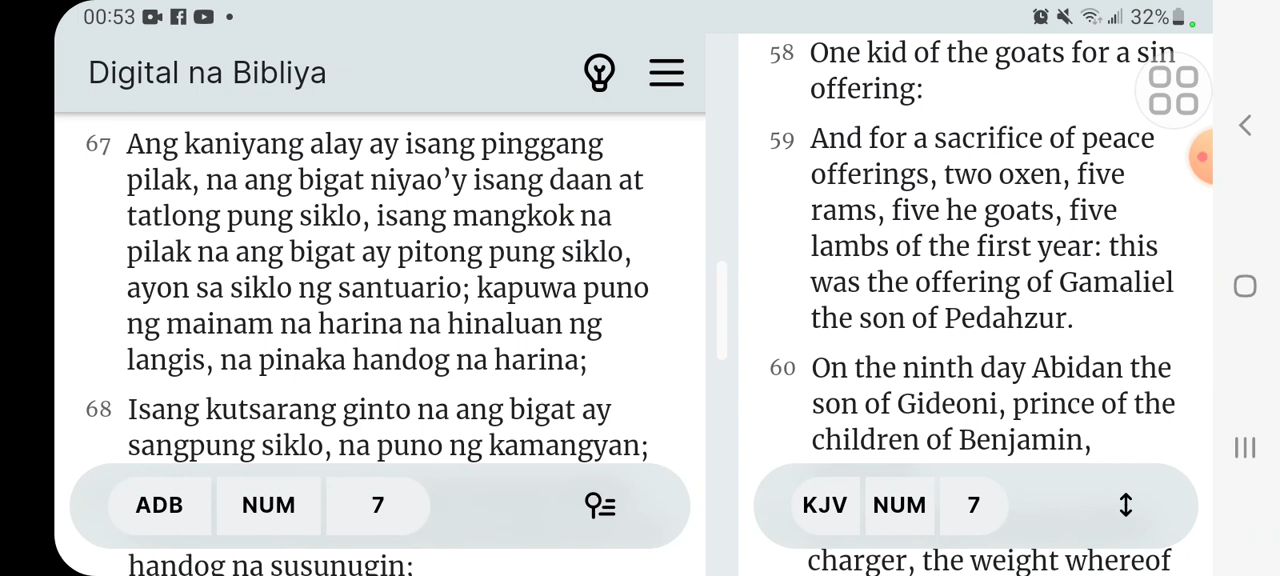 00:53
32%
Digital na Bibliya
67 Ang kaniyang alay ay isang pinggang
pilak, na ang bigat niyao’y isang daan at
tatlong pung siklo, isang mangkok na
pilak na ang bigat ay pitong pung siklo,
ayon sa siklo ng santuario; kapuwa puno
ng mainam na harina na hinaluan ng
langis, na pinaka handog na harina;
68 Isang kutsarang ginto na ang bigat ay
sangpung siklo, na puno ng kamangyan;
ADB NUM 7
handog na susunugin;
58 One kid of the goats for a sin
offering:
59 And for a sacrifice of peace
offerings, two oxen, five
rams, five he goats, five
lambs of the first year: this
was the offering of Gamaliel
the son of Pedahzur.
60 On the ninth day Abidan the
son of Gideoni, prince of the
children of Benjamin,
KJV NUM 7
charger, the weight whereof